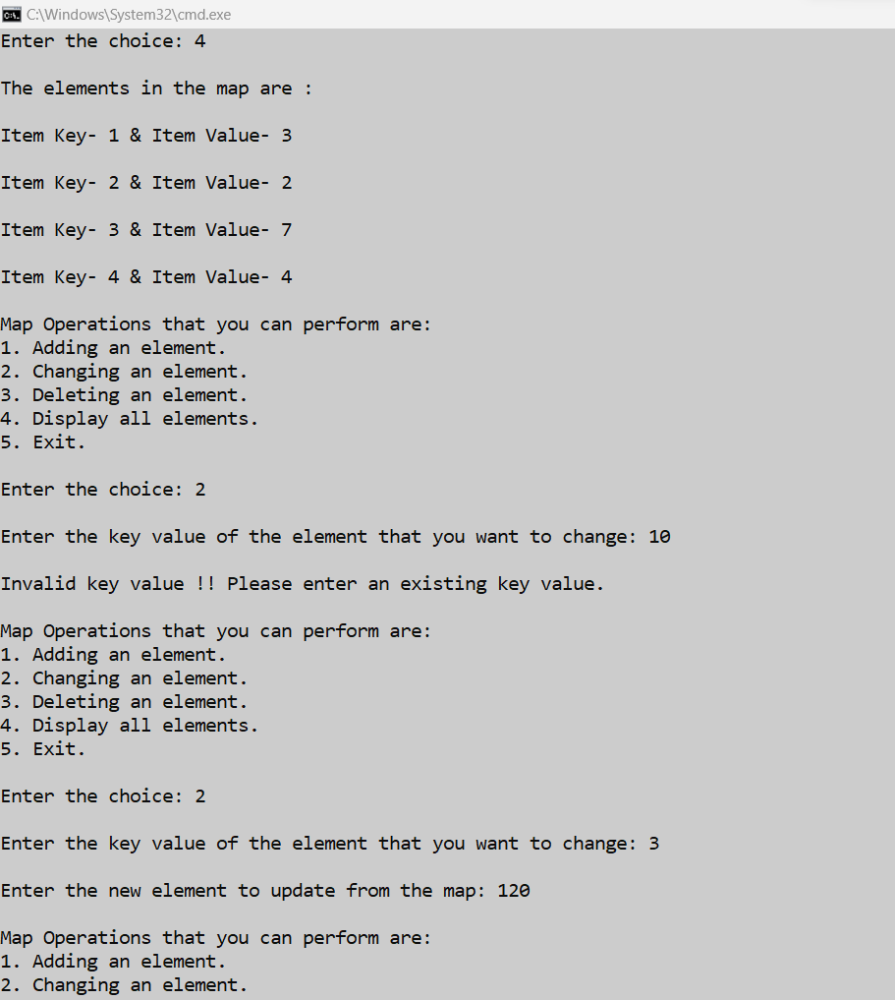 C:\Windows\System32\cmd.exe
Enter the choice: 4
The elements in the map are :
Item Key- 1 & Item Value- 3
Item Key- 2 & Item Value- 2
Item Key- 3 & Item Value- 7
Item Key- 4 & Item Value- 4
Map Operations that you can perform are:
1. Adding an element.
2. Changing an element.
3. Deleting an element.
4. Display all elements.
5. Exit.
Enter the choice: 2
Enter the key value of the element that you want to change: 10
Invalid key value !! Please enter an existing key value.
Map Operations that you can perform are:
1. Adding an element.
2. Changing an element.
3. Deleting an element.
4. Display all elements.
5. Exit.
Enter the choice: 2
Enter the key value of the element that you want to change: 3
Enter the new element to update from the map: 120
Map Operations that you can perform are:
1. Adding an element.
2. Changing an element.